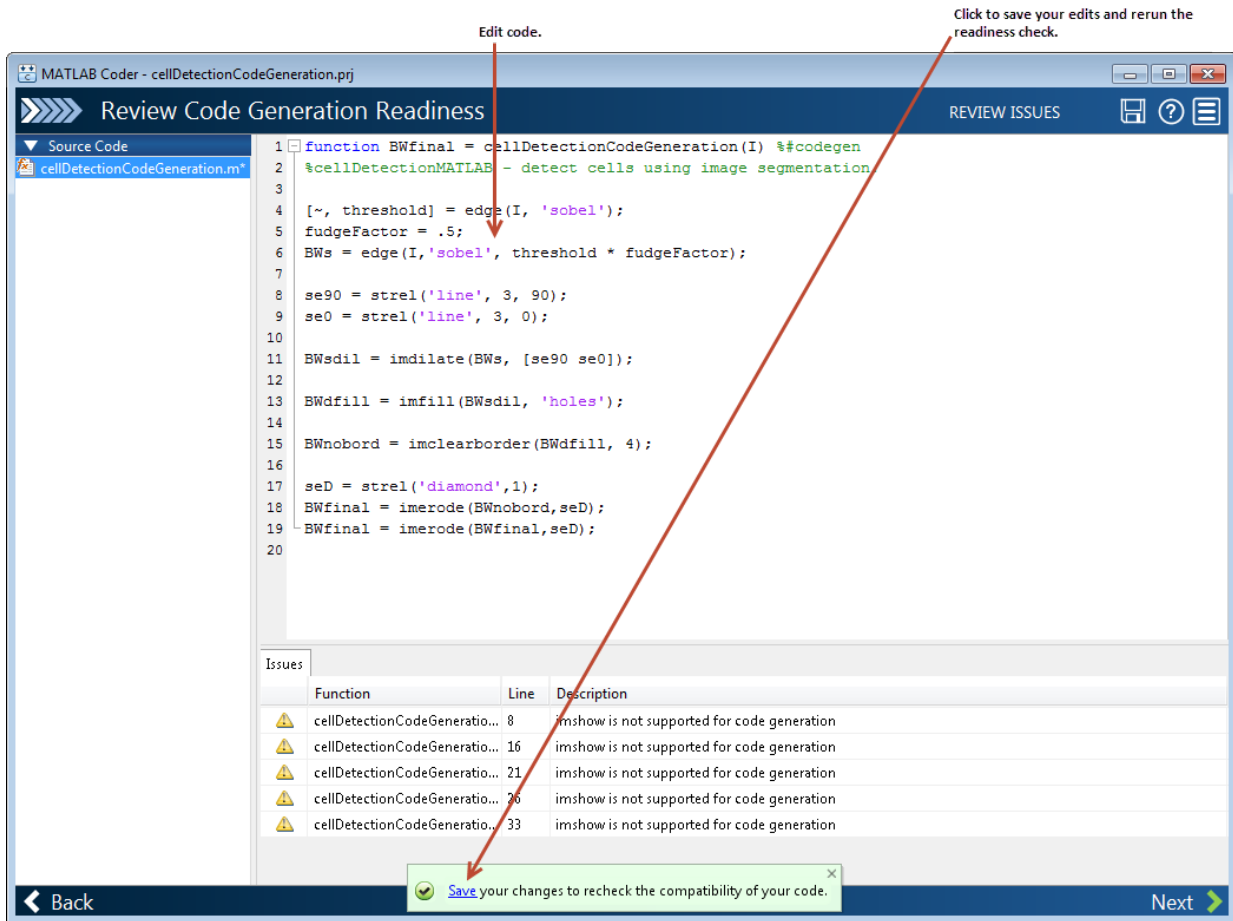 Click to save your edits and rerun the
readiness check.
Edit code.
MATLAB Coder - cellDetectionCodeGeneration.prj
Review Code Generation Readiness
REVIEW ISSUES
Source Code
cellDetectionCodeGeneration.m*
1 function BWfinal = cellDetectionCodeGeneration(I) %#codegen
2 %cellDetectionMATLAB - detect cells using image segmentation
3
4 [~, threshold] = edge(I, 'sobel');
5 fudgeFactor = .5;
6 BWs = edge(I,'sobel', threshold * fudgeFactor);
7
8 se90 = strel('line', 3, 90);
9 se0 = strel('line', 3, 0);
10
11 BWsdil = imdilate(BWs, [se90 se0]);
12
13 BWdfill = imfill(BWsdil, 'holes');
14
15 BWnobord = imclearborder(BWdfill, 4);
16
17 seD = strel('diamond',1);
18 BWfinal = imerode(BWnobord,seD);
19 BWfinal = imerode(BWfinal,seD);
20
Issues
Function Line Description
cellDetectionCodeGeneratio... 8 imshow is not supported for code generation
cellDetectionCodeGeneratio... 16 imshow is not supported for code generation
cellDetectionCodeGeneratio... 21 imshow is not supported for code generation
cellDetectionCodeGeneratio... 26 imshow is not supported for code generation
cellDetectionCodeGeneratio... 33 imshow is not supported for code generation
Save your changes to recheck the compatibility of your code.
Back
Next